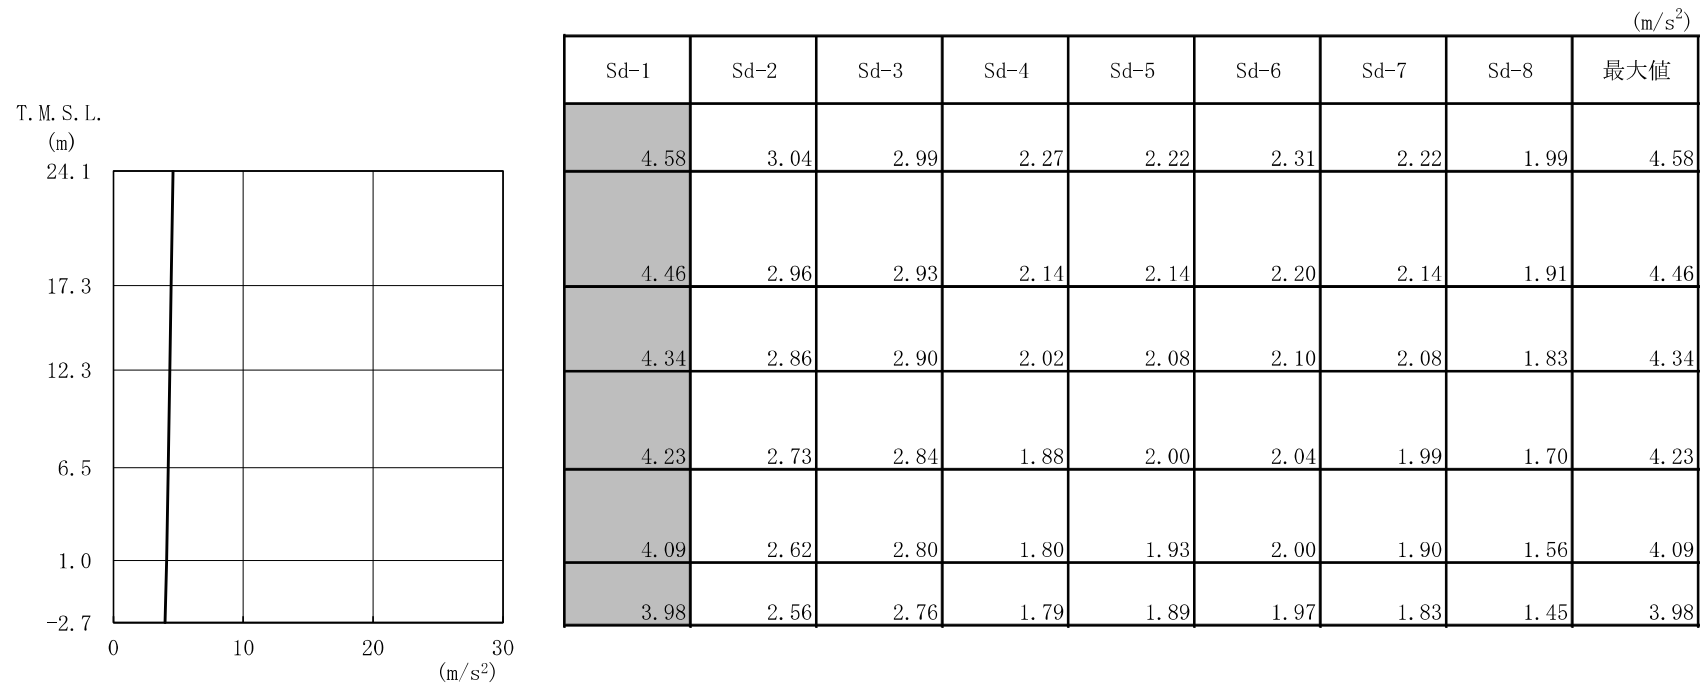 (m/s²)
Sd-1 Sd-2 Sd-3 Sd-4 Sd-5 Sd-6 Sd-7 Sd-8 最大値
T.M.S.L.
(m)
4.58 3.04 2.99 2.27 2.22 2.31 2.22 1.99 4.58
24.1
4.46 2.96 2.93 2.14 2.14 2.20 2.14 1.91 4.46
17.3
4.34 2.86 2.90 2.02 2.08 2.10 2.08 1.83 4.34
12.3
4.23 2.73 2.84 1.88 2.00 2.04 1.99 1.70 4.23
6.5
4.09 2.62 2.80 1.80 1.93 2.00 1.90 1.56 4.09
1.0
3.98 2.56 2.76 1.79 1.89 1.97 1.83 1.45 3.98
-2.7
0 10 20 30
(m/s²)